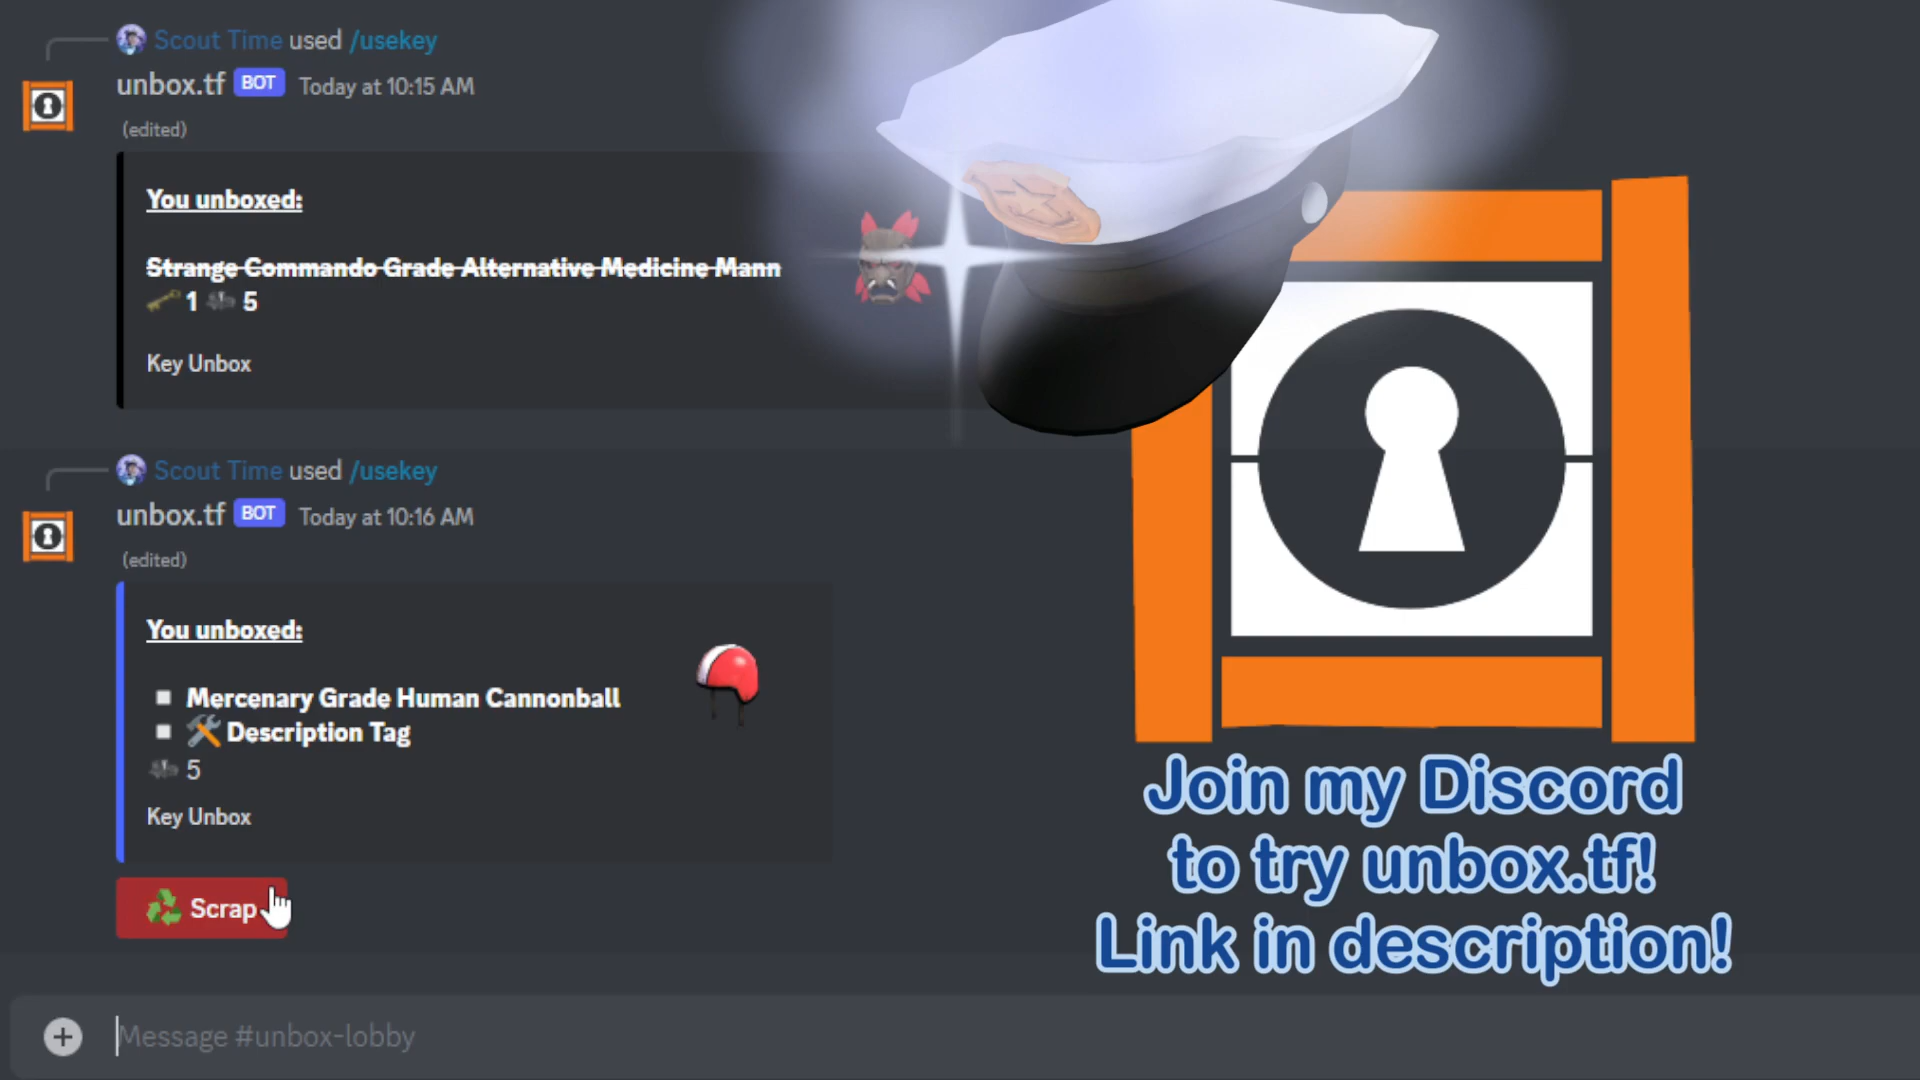 Scout Time used /usekey
unbox.tf BOT Today at 10:15 AM
(edited)
You unboxed:
Strange Commando Grade Alternative Medicine Mann
1 5
Key Unbox
Scout Time used /usekey
unbox.tf BOT Today at 10:16 AM
(edited)
You unboxed:
Mercenary Grade Human Cannonball
Description Tag
5
Key Unbox
Scrap
Message #unbox-lobby
Join my Discord
to try unbox.tf!
Link in description!